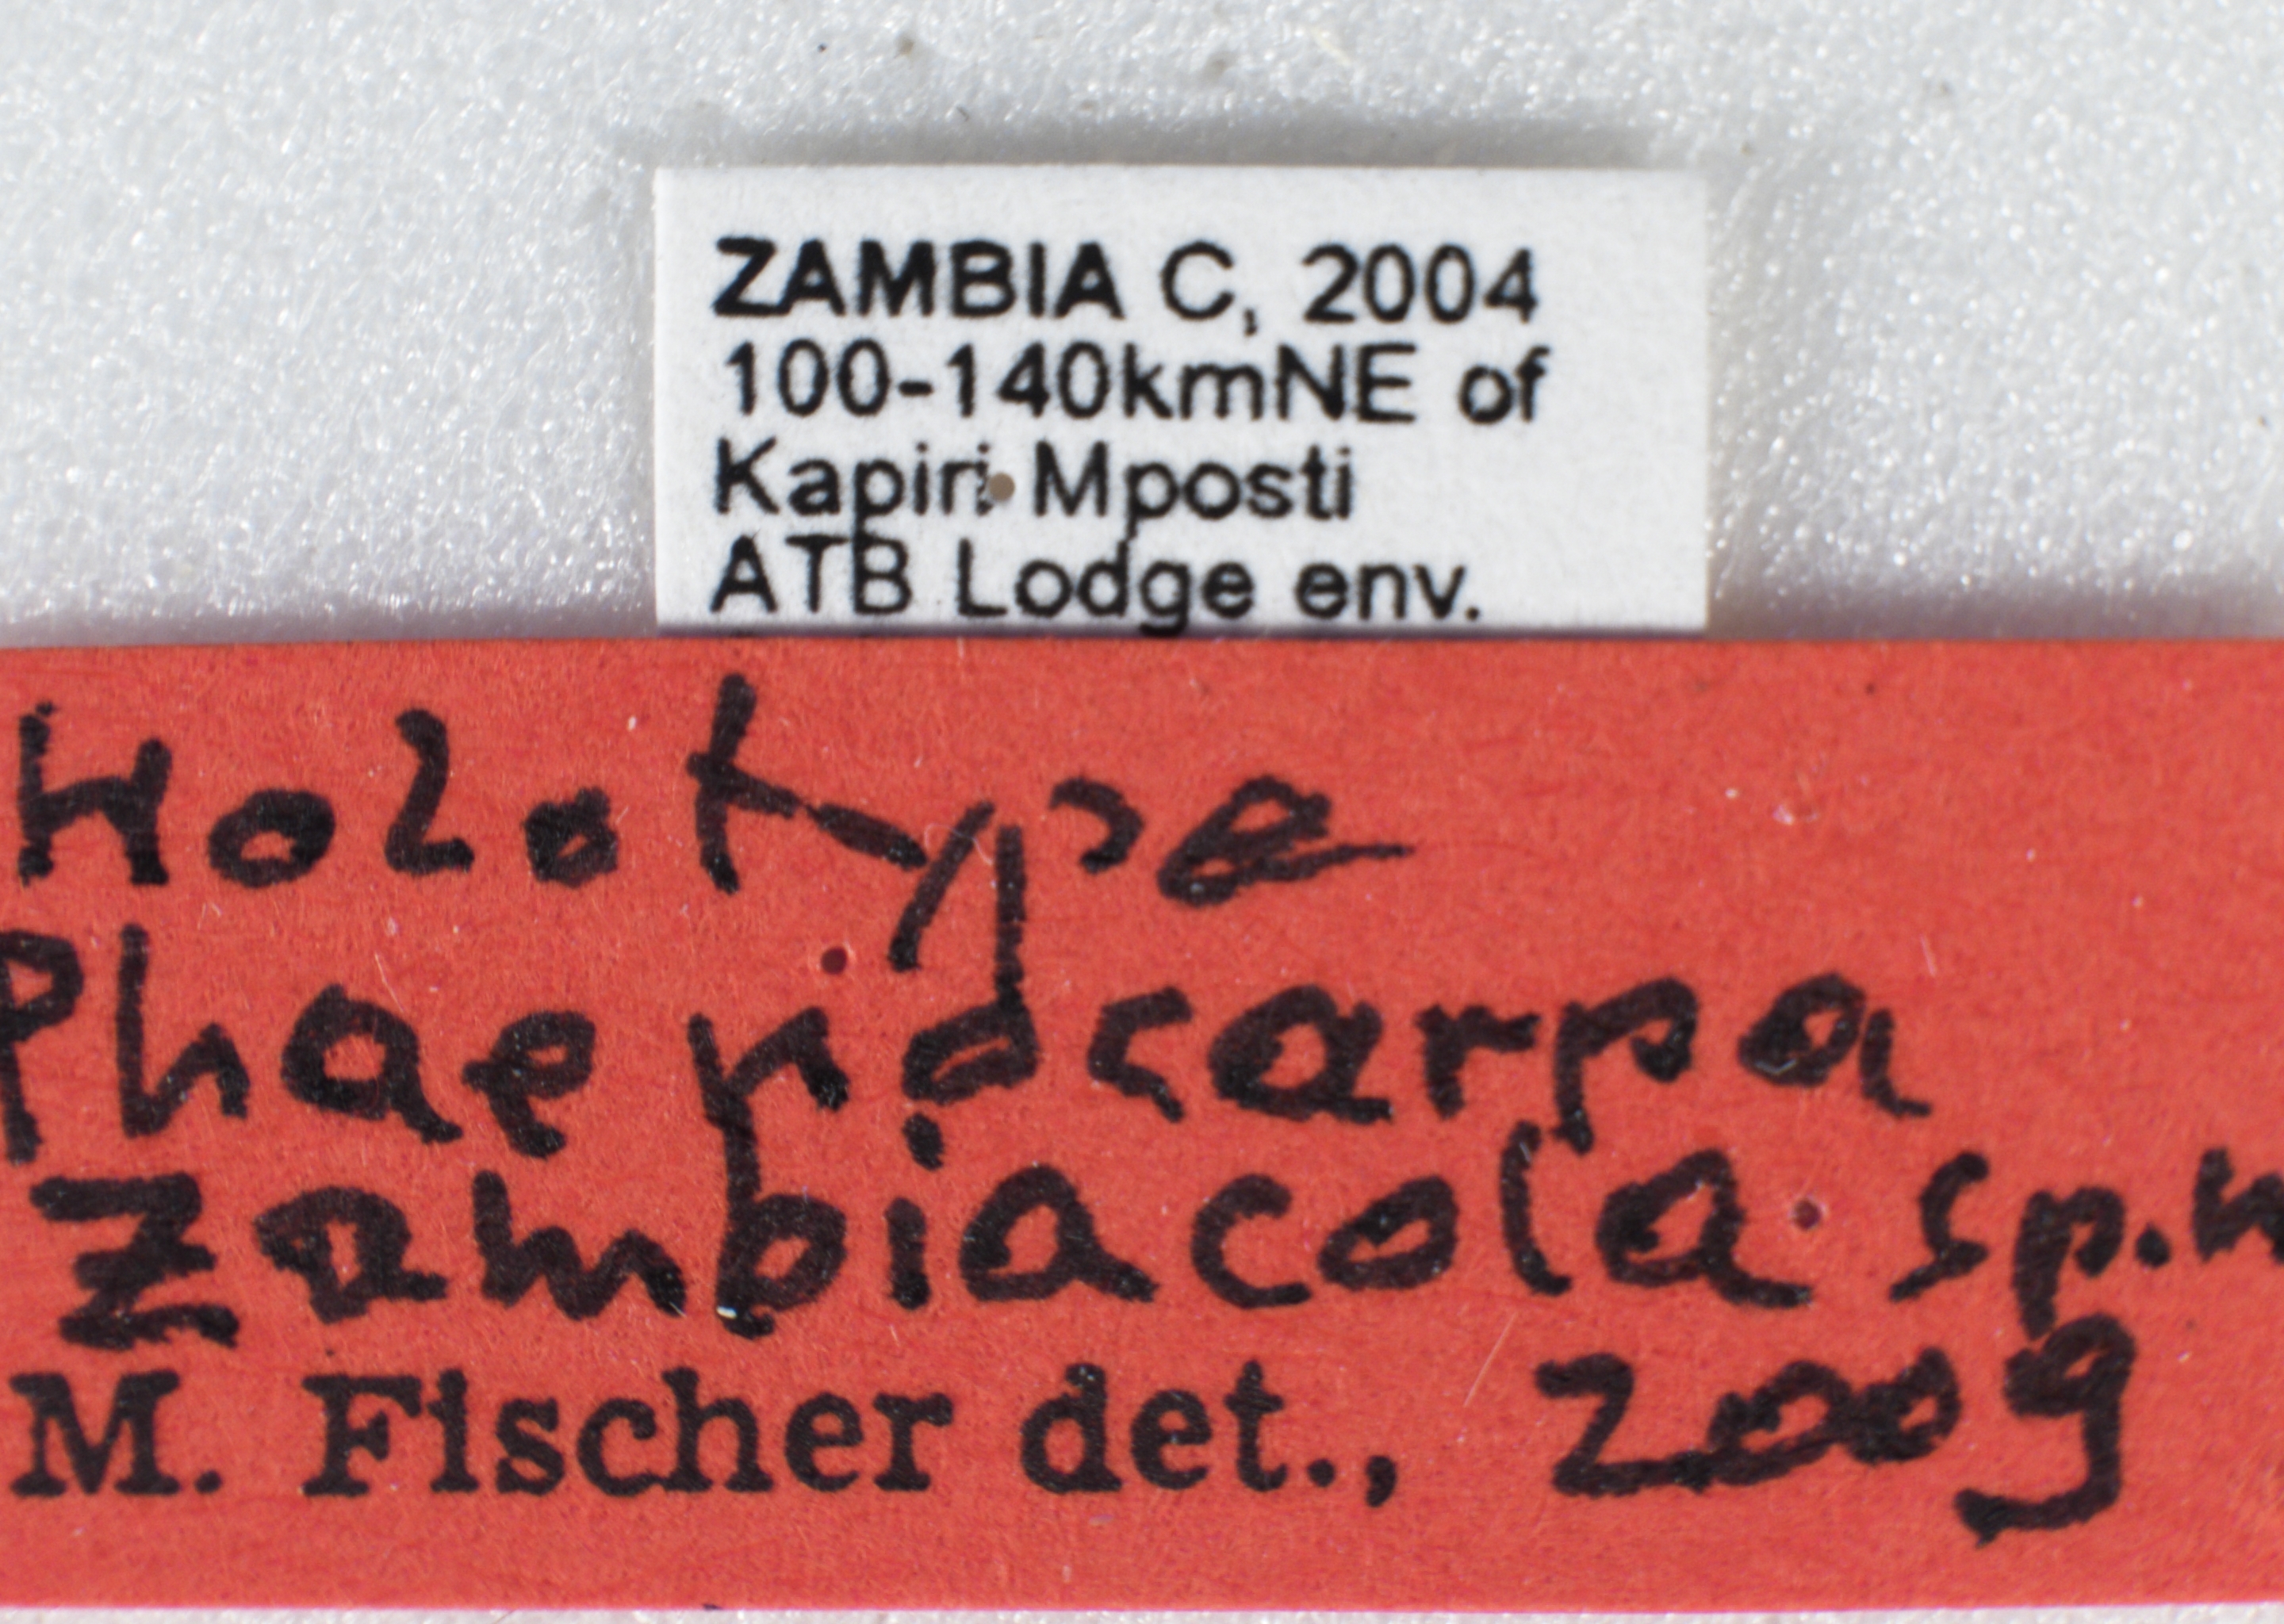 ZAMBIA C, 2004
100-140kmNE of
Kapiri Mposti
ATB Lodge env.
Holotype
Phaenocarpa
Zambiacola sp.n
M. Fischer det., 2009